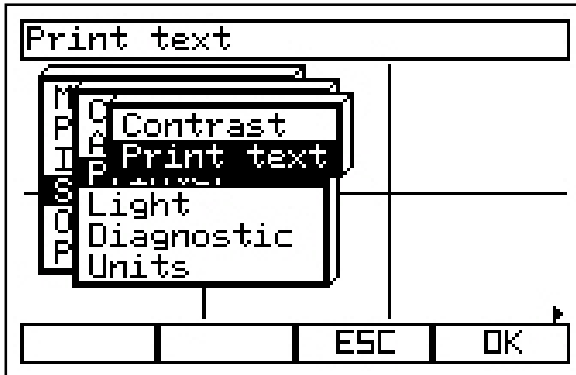 Print text
M
P
I
S
O
P
C
A
P
Contrast
Print text
Light
Diagnostic
Units
ESC
OK